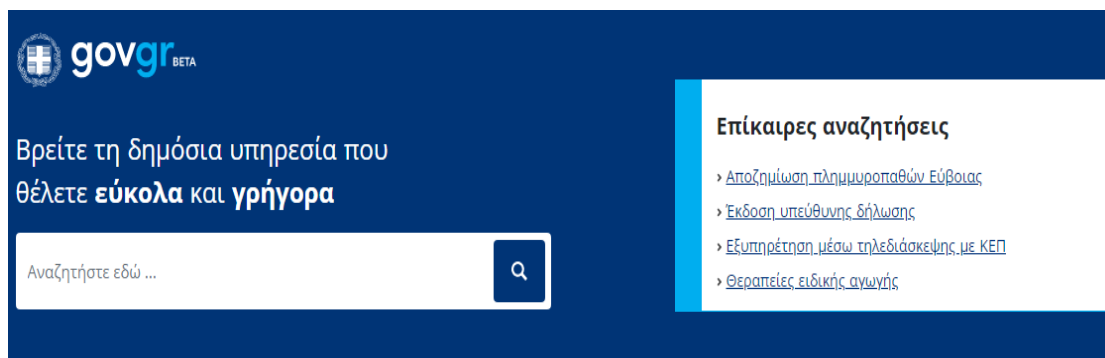 govgr BETA
Βρείτε τη δημόσια υπηρεσία που
θέλετε εύκολα και γρήγορα
Αναζητήστε εδώ ...
Επίκαιρες αναζητήσεις
› Αποζημίωση πλημμυροπαθών Εύβοιας
› Έκδοση υπεύθυνης δήλωσης
› Εξυπηρέτηση μέσω τηλεδιάσκεψης με ΚΕΠ
› Θεραπείες ειδικής αγωγής